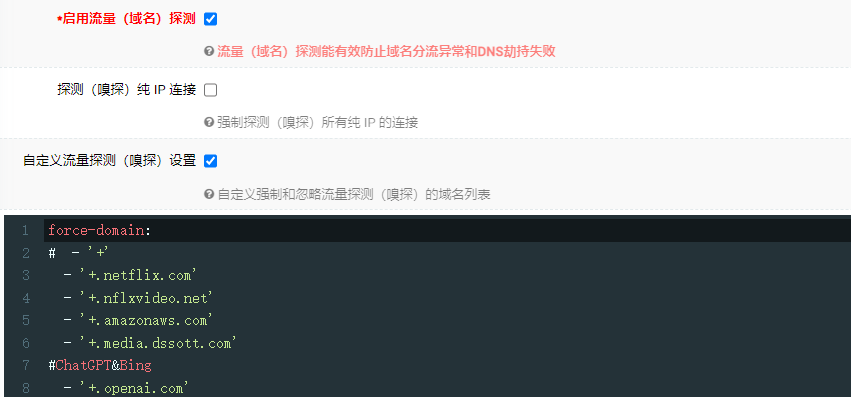 *启用流量（域名）探测
流量（域名）探测能有效防止域名分流异常和DNS劫持失败
探测（嗅探）纯 IP 连接
强制探测（嗅探）所有纯 IP 的连接
自定义流量探测（嗅探）设置
自定义强制和忽略流量探测（嗅探）的域名列表
1 force-domain:
2 #  - '+'
3   - '+.netflix.com'
4   - '+.nflxvideo.net'
5   - '+.amazonaws.com'
6   - '+.media.dssott.com'
7 #ChatGPT&Bing
8   - '+.openai.com'